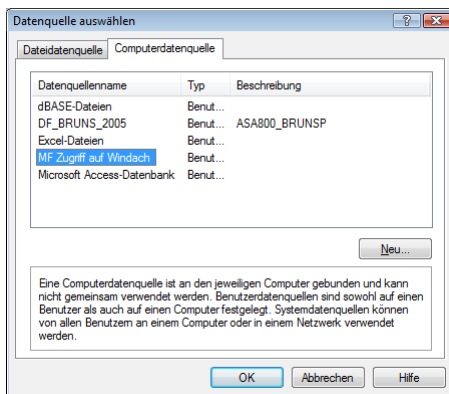 Datenquelle auswählen
Dateidatenquelle Computerdatenquelle
Datenquellenname Typ Beschreibung
dBASE-Dateien Benut...
DF_BRUNS_2005 Benut... ASA800_BRUNSP
Excel-Dateien Benut...
MF Zugriff auf Windach Benut...
Microsoft Access-Datenbank Benut...
Neu...
Eine Computerdatenquelle ist an den jeweiligen Computer gebunden und kann
nicht gemeinsam verwendet werden. Benutzerdatenquellen sind sowohl auf einen
Benutzer als auch auf einen Computer festgelegt. Systemdatenquellen können
von allen Benutzern an einem Computer oder in einem Netzwerk verwendet
werden.
OK Abbrechen Hilfe